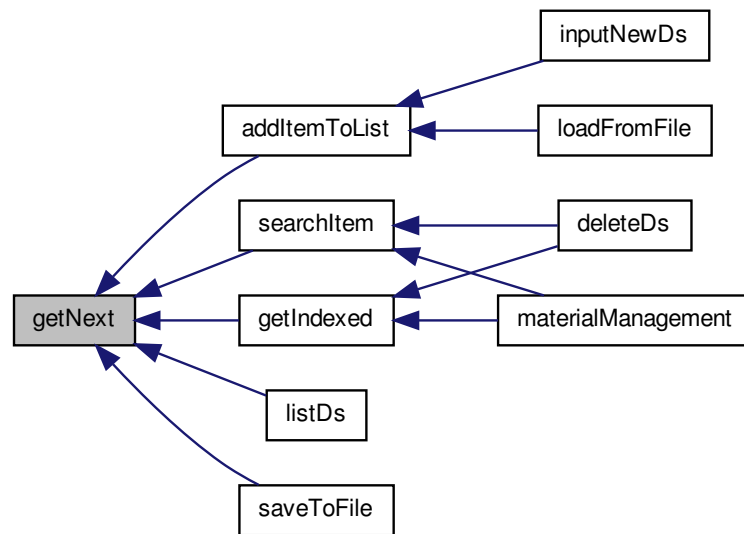 inputNewDs
addItemToList
loadFromFile
searchItem
deleteDs
getNext
getIndexed
materialManagement
listDs
saveToFile